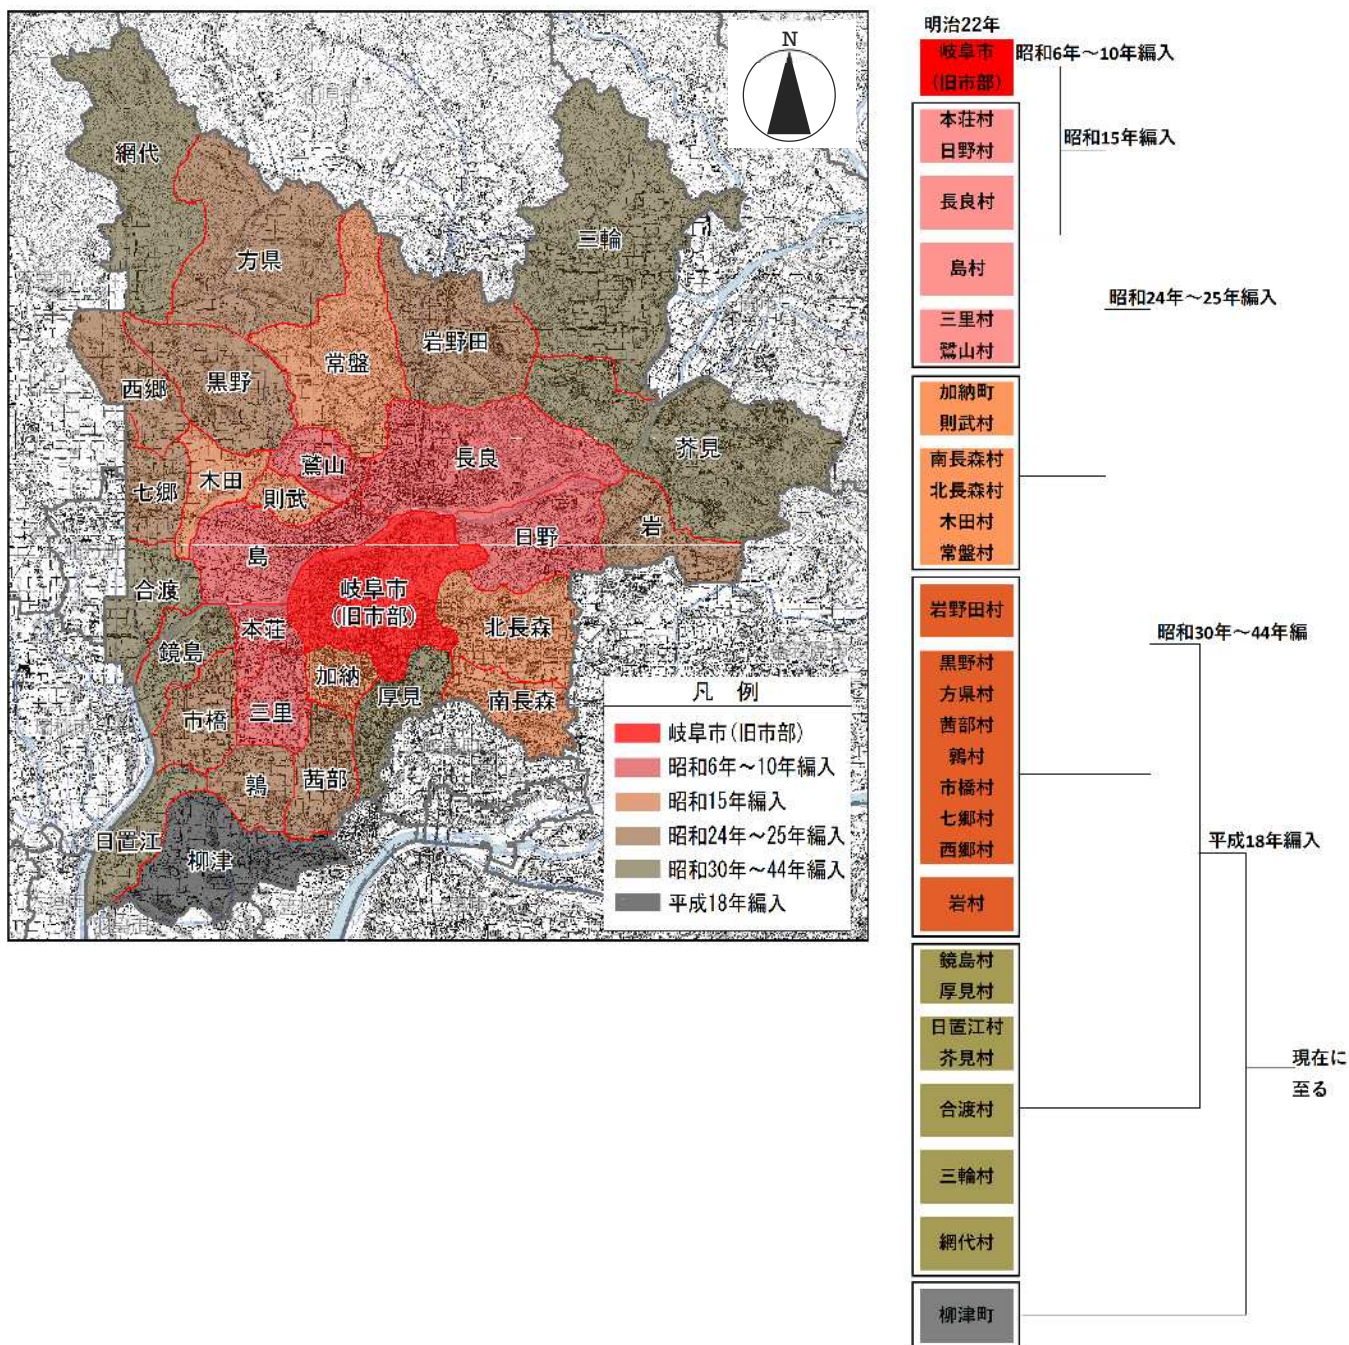 N
網代
方県
三輪
常盤
岩野田
西郷
黒野
鷺山
長良
芥見
七郷
木田
則武
岩
日野
島
合渡
岐阜市
(旧市部)
本荘
北長森
鏡島
加納
厚見
南長森
市橋
三里
鶉
茜部
日置江
柳津
凡 例
岐阜市(旧市部)
昭和6年～10年編入
昭和15年編入
昭和24年～25年編入
昭和30年～44年編入
平成18年編入
明治22年
岐阜市
(旧市部)
昭和6年～10年編入
本荘村
日野村
昭和15年編入
長良村
島村
昭和24年～25年編入
三里村
鷺山村
加納町
則武村
南長森村
北長森村
木田村
常盤村
岩野田村
昭和30年～44年編
黒野村
方県村
茜部村
鶉村
市橋村
七郷村
西郷村
平成18年編入
岩村
鏡島村
厚見村
日置江村
芥見村
現在に
至る
合渡村
三輪村
網代村
柳津町